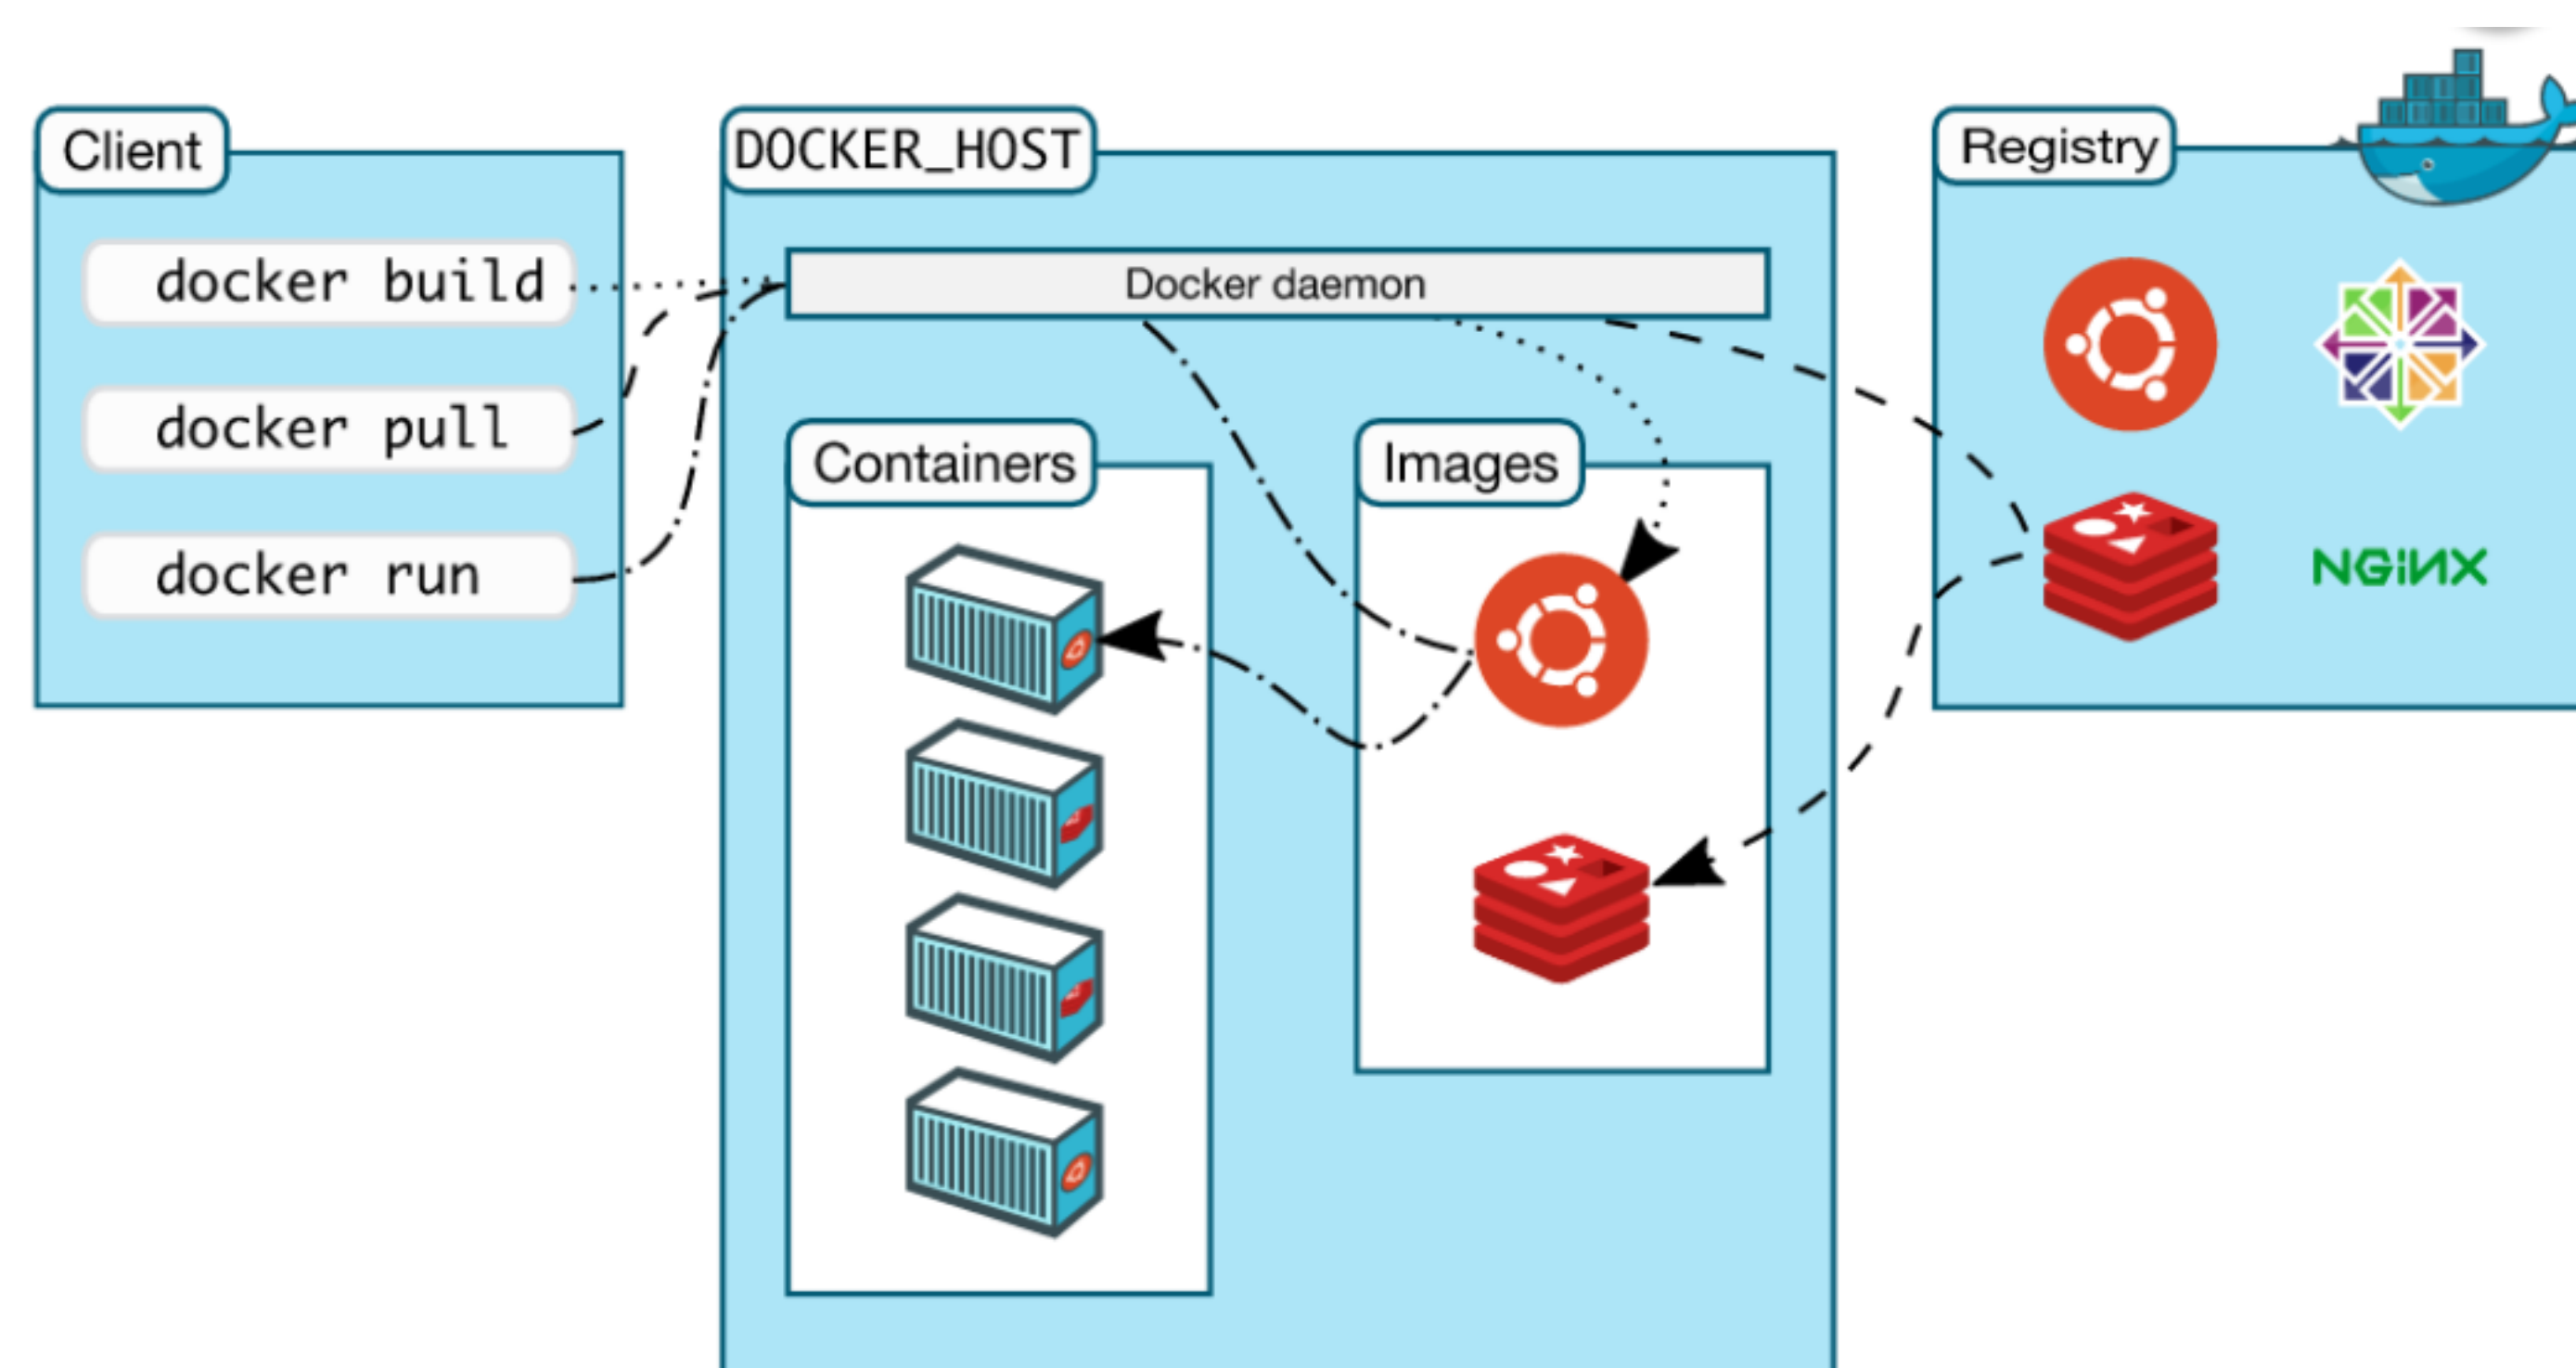 Client
docker build
docker pull
docker run
DOCKER_HOST
Docker daemon
Containers
Images
Registry
NGiNX